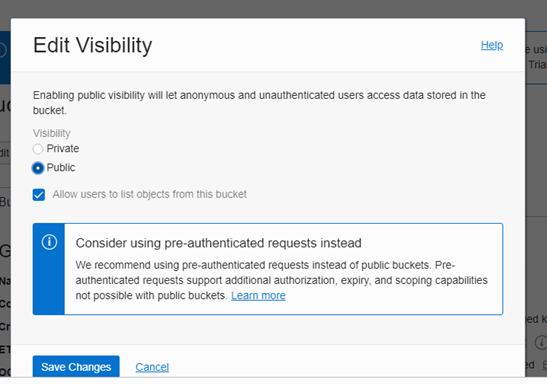 Edit Visibility
Help
Enabling public visibility will let anonymous and unauthenticated users access data stored in the
bucket.
Visibility
Private
Public
Allow users to list objects from this bucket
Consider using pre-authenticated requests instead
We recommend using pre-authenticated requests instead of public buckets. Pre-
authenticated requests support additional authorization, expiry, and scoping capabilities
not possible with public buckets. Learn more
Save Changes
Cancel